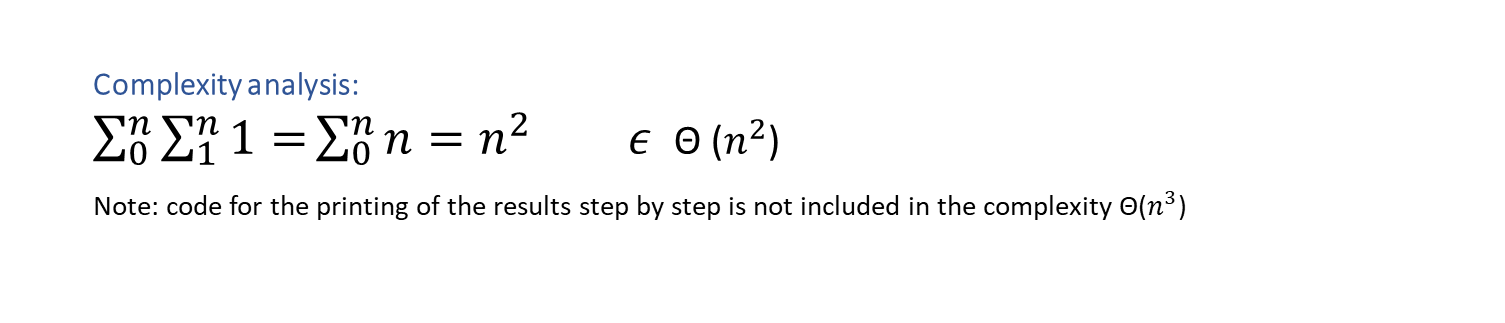 Complexity analysis:
∑₀ⁿ ∑₁ⁿ 1 = ∑₀ⁿ n = n² ϵ Θ (n²)
Note: code for the printing of the results step by step is not included in the complexity Θ(n³)